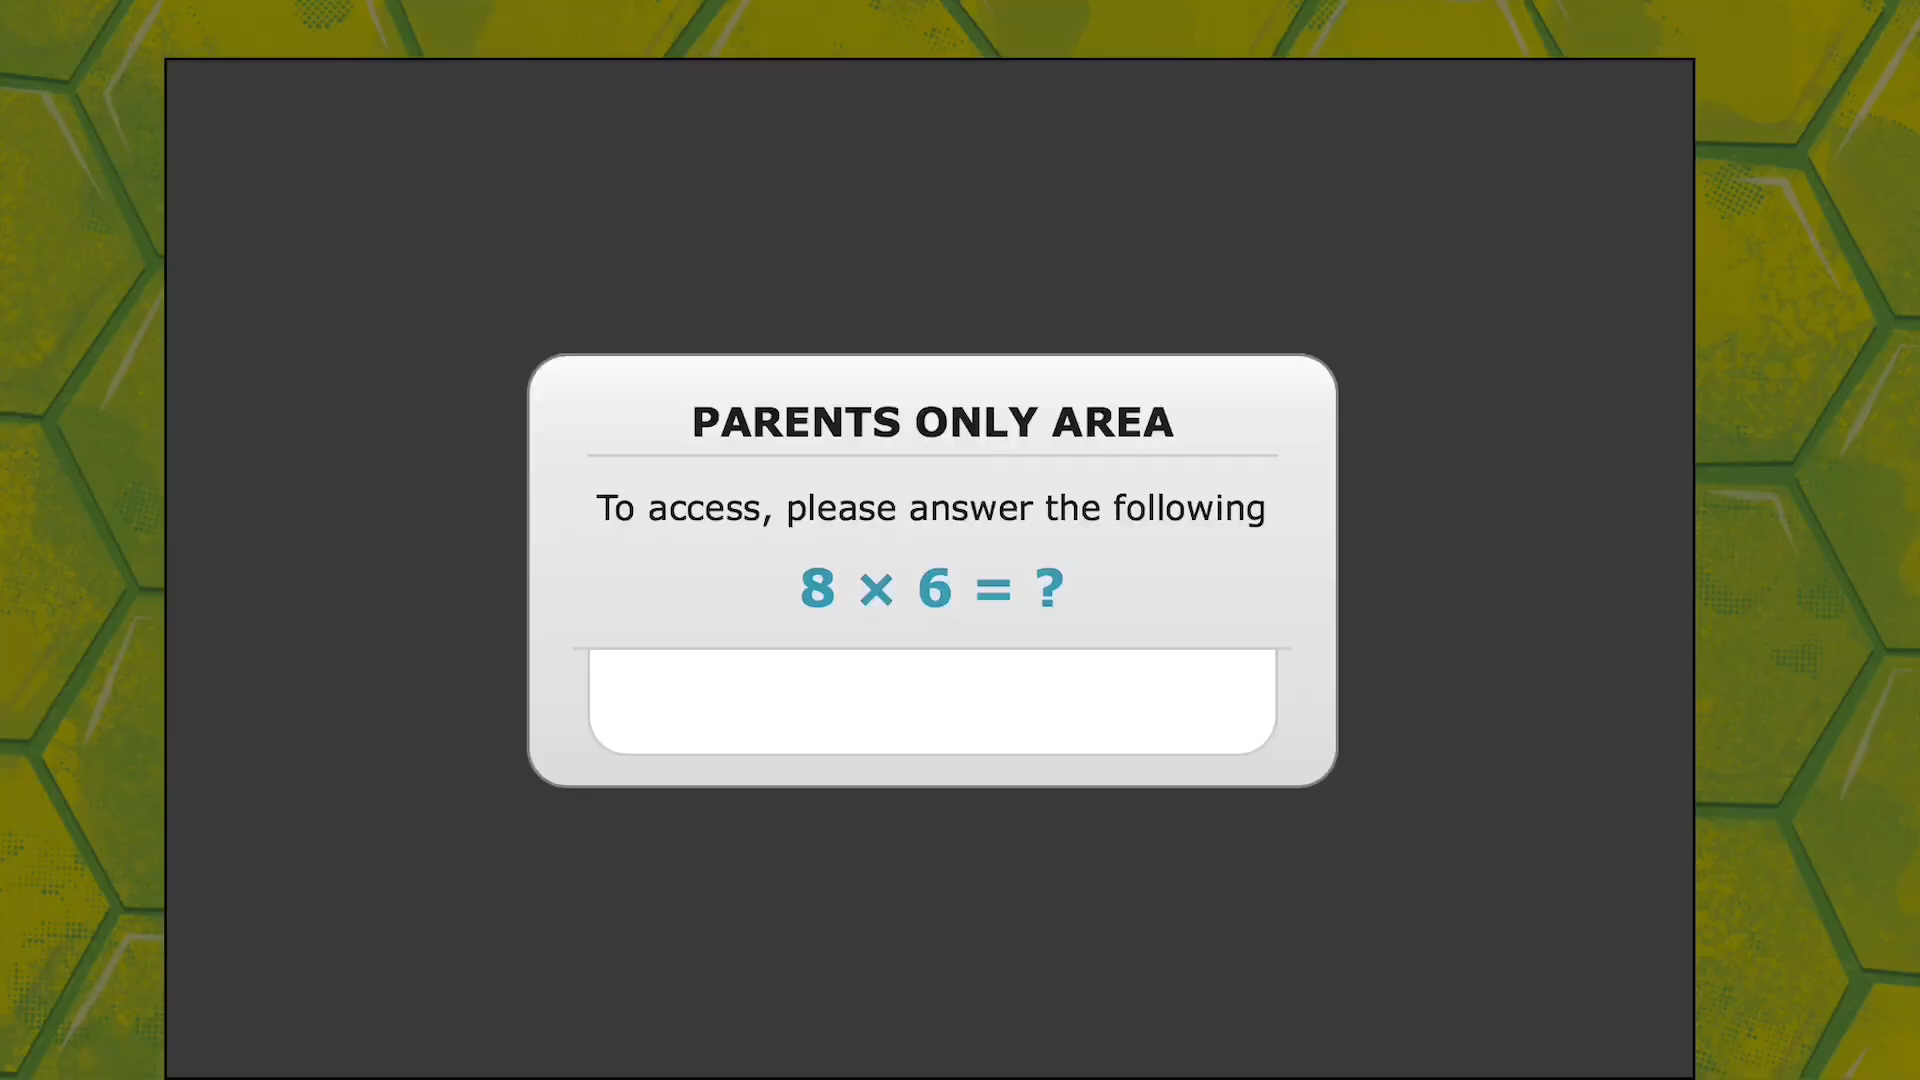 PARENTS ONLY AREA
To access, please answer the following
8 × 6 = ?